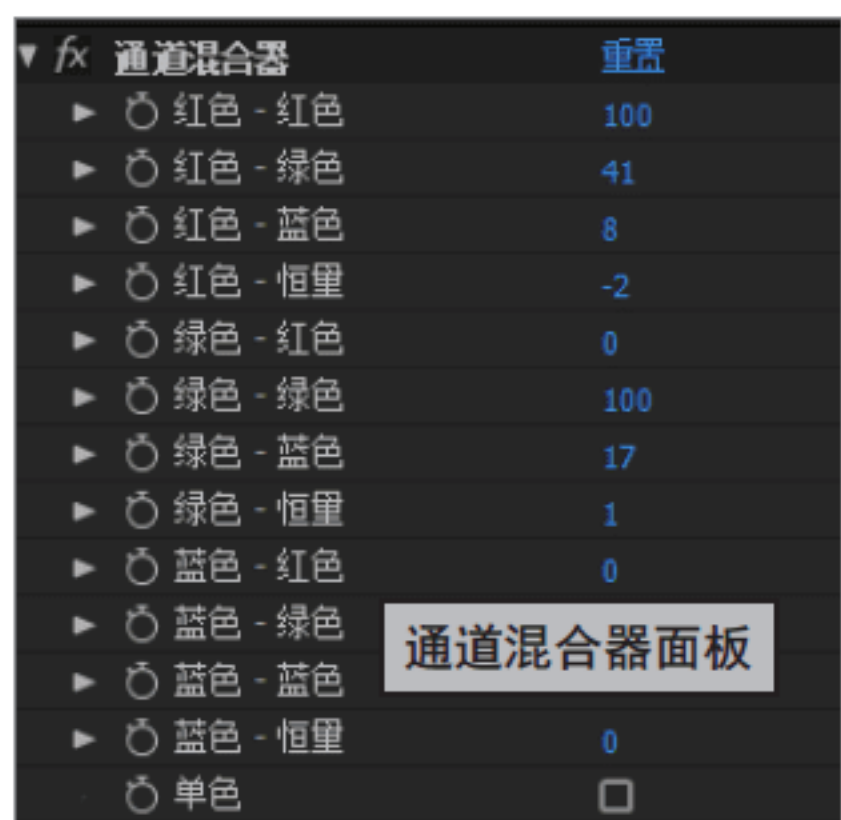 fx 通道混合器 重置
红色 - 红色 100
红色 - 绿色 41
红色 - 蓝色 8
红色 - 恒量 -2
绿色 - 红色 0
绿色 - 绿色 100
绿色 - 蓝色 17
绿色 - 恒量 1
蓝色 - 红色 0
蓝色 - 绿色
通道混合器面板
蓝色 - 蓝色
蓝色 - 恒量 0
单色